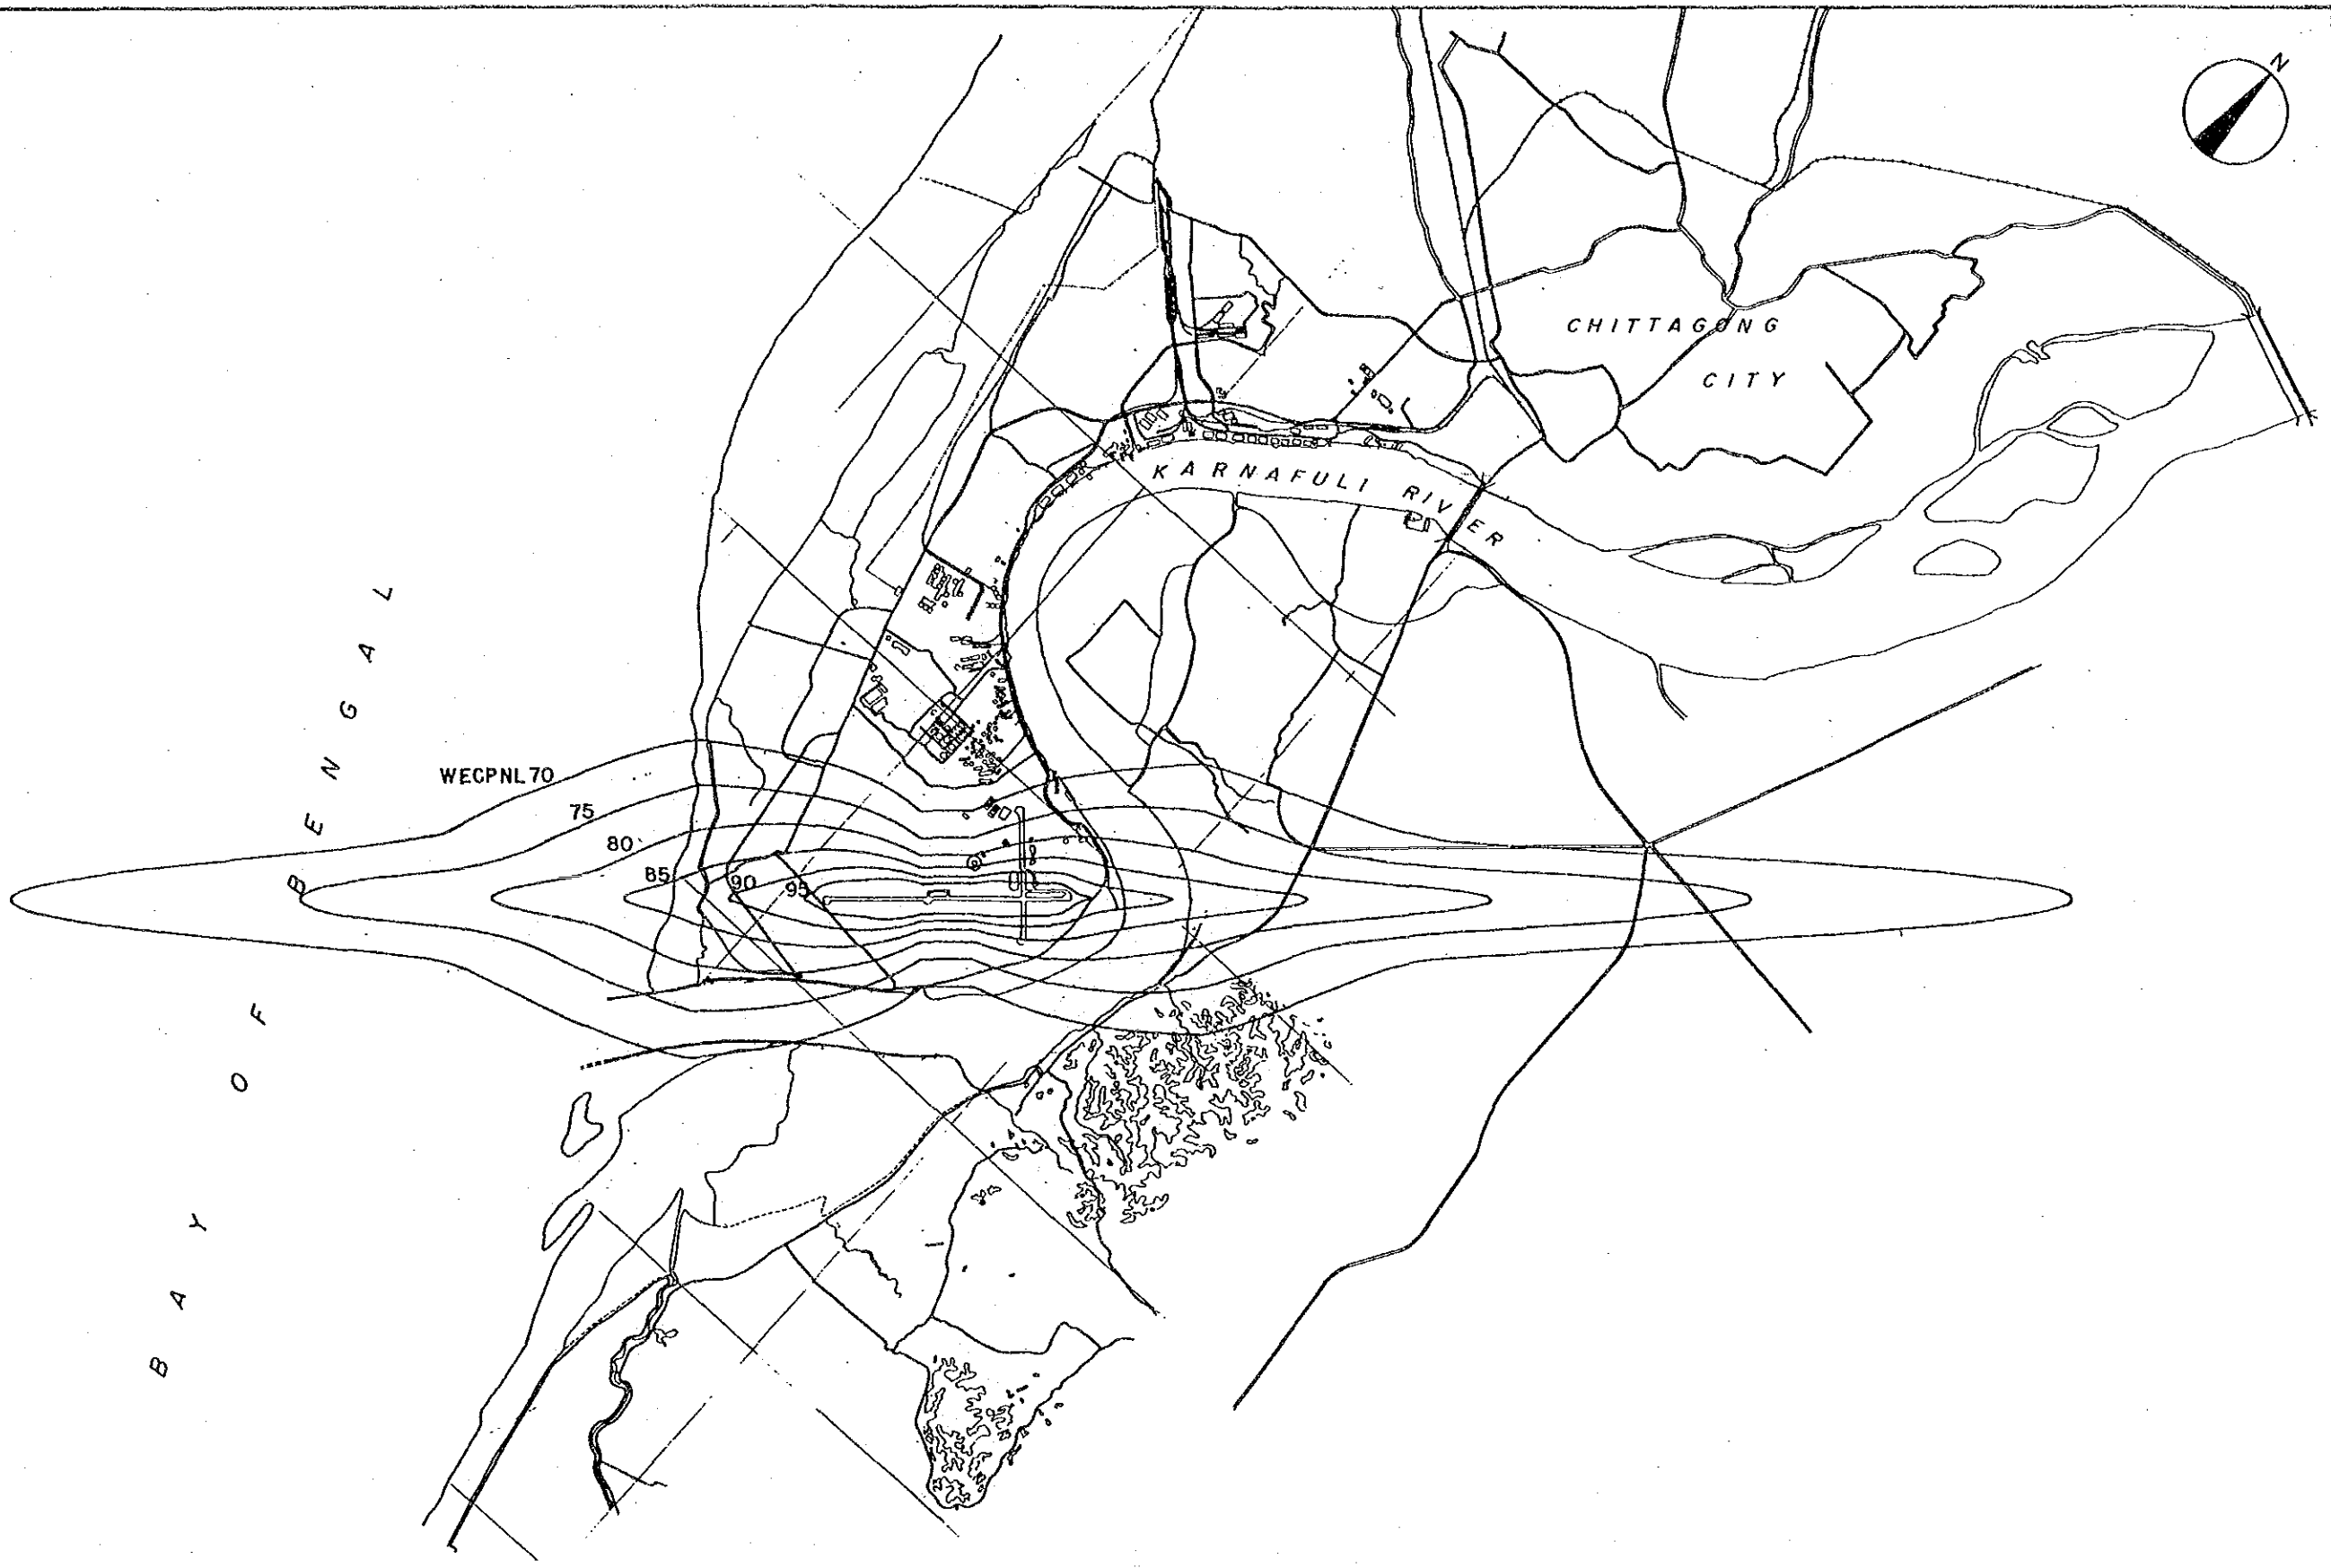 N
CHITTAGONG
CITY
KARNAFULI RIVER
BAY OF BENGAL
WECPNL 70
75
80
85
90
95